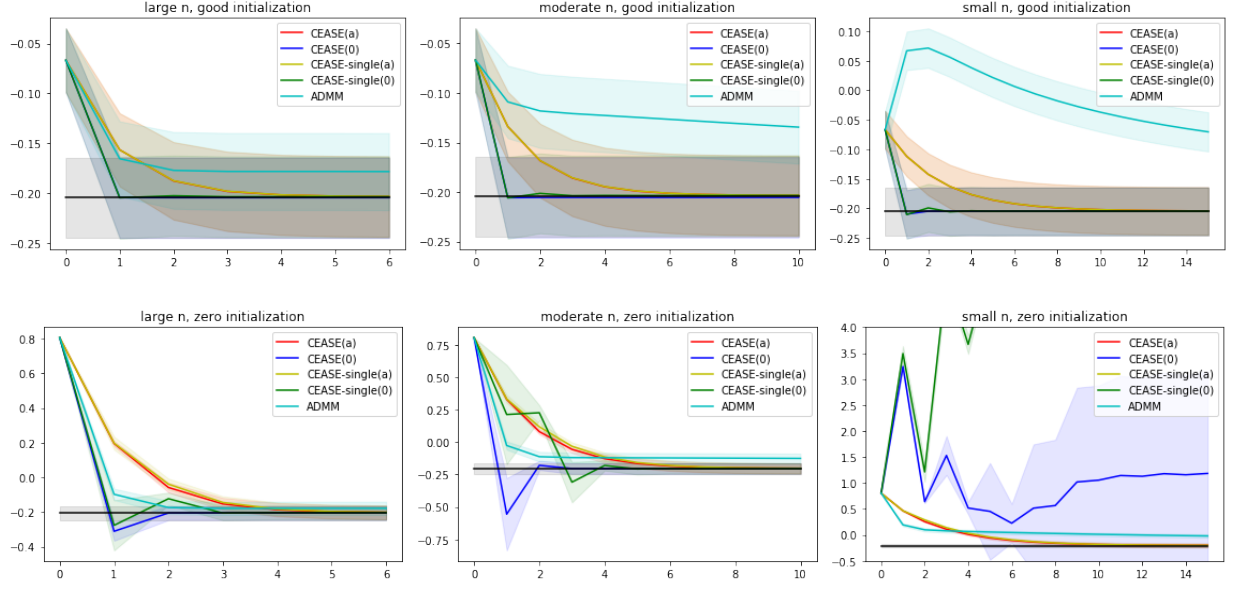 large n, good initialization
−0.05
−0.10
−0.15
−0.20
−0.25
0 1 2 3 4 5 6
CEASE(a)
CEASE(0)
CEASE-single(a)
CEASE-single(0)
ADMM
moderate n, good initialization
−0.05
−0.10
−0.15
−0.20
−0.25
0 2 4 6 8 10
CEASE(a)
CEASE(0)
CEASE-single(a)
CEASE-single(0)
ADMM
small n, good initialization
0.10
0.05
0.00
−0.05
−0.10
−0.15
−0.20
−0.25
0 2 4 6 8 10 12 14
CEASE(a)
CEASE(0)
CEASE-single(a)
CEASE-single(0)
ADMM
large n, zero initialization
0.8
0.6
0.4
0.2
0.0
−0.2
−0.4
0 1 2 3 4 5 6
CEASE(a)
CEASE(0)
CEASE-single(a)
CEASE-single(0)
ADMM
moderate n, zero initialization
0.75
0.50
0.25
0.00
−0.25
−0.50
−0.75
0 2 4 6 8 10
CEASE(a)
CEASE(0)
CEASE-single(a)
CEASE-single(0)
ADMM
small n, zero initialization
4.0
3.5
3.0
2.5
2.0
1.5
1.0
0.5
0.0
−0.5
0 2 4 6 8 10 12 14
CEASE(a)
CEASE(0)
CEASE-single(a)
CEASE-single(0)
ADMM